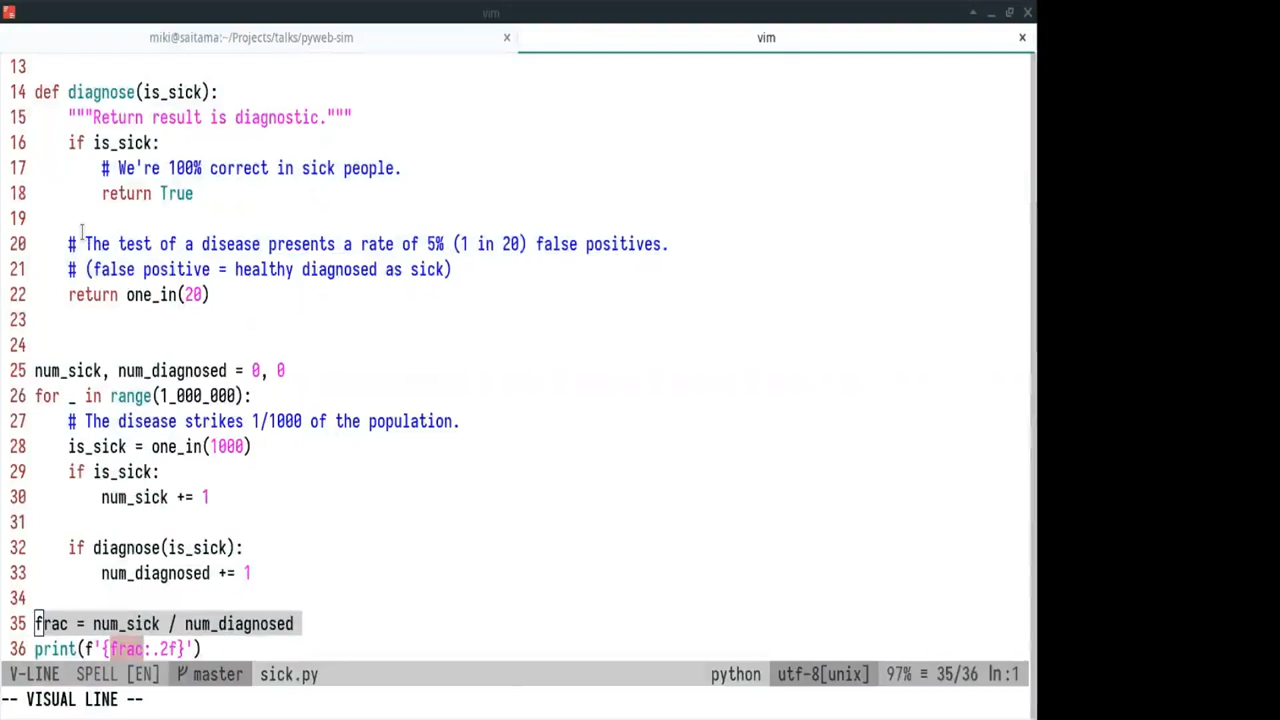 vim
miki@saitama:~/Projects/talks/pyweb-sim × vim ×
13
14 def diagnose(is_sick):
15     """Return result is diagnostic."""
16     if is_sick:
17         # We're 100% correct in sick people.
18         return True
19
20     # The test of a disease presents a rate of 5% (1 in 20) false positives.
21     # (false positive = healthy diagnosed as sick)
22     return one_in(20)
23
24
25 num_sick, num_diagnosed = 0, 0
26 for _ in range(1_000_000):
27     # The disease strikes 1/1000 of the population.
28     is_sick = one_in(1000)
29     if is_sick:
30         num_sick += 1
31
32     if diagnose(is_sick):
33         num_diagnosed += 1
34
35 frac = num_sick / num_diagnosed
36 print(f'{frac:.2f}')
V-LINE SPELL [EN] master sick.py python utf-8[unix] 97% ≡ 35/36 ln:1
-- VISUAL LINE --